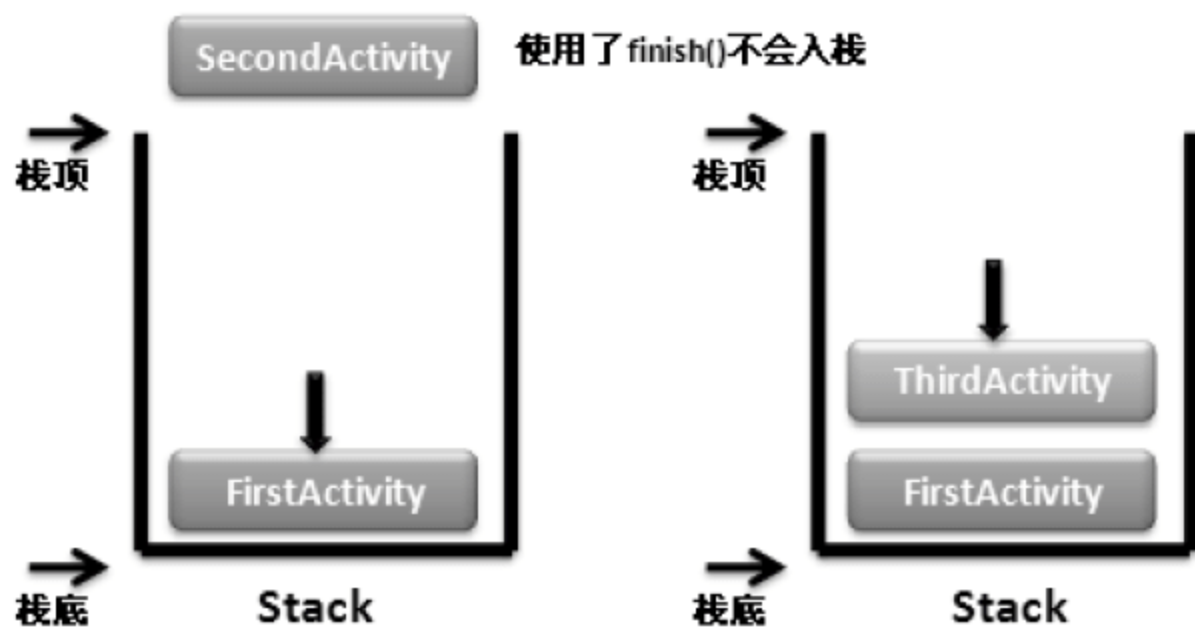 SecondActivity 使用了finish()不会入栈
栈顶 栈顶
ThirdActivity
FirstActivity FirstActivity
栈底 Stack 栈底 Stack